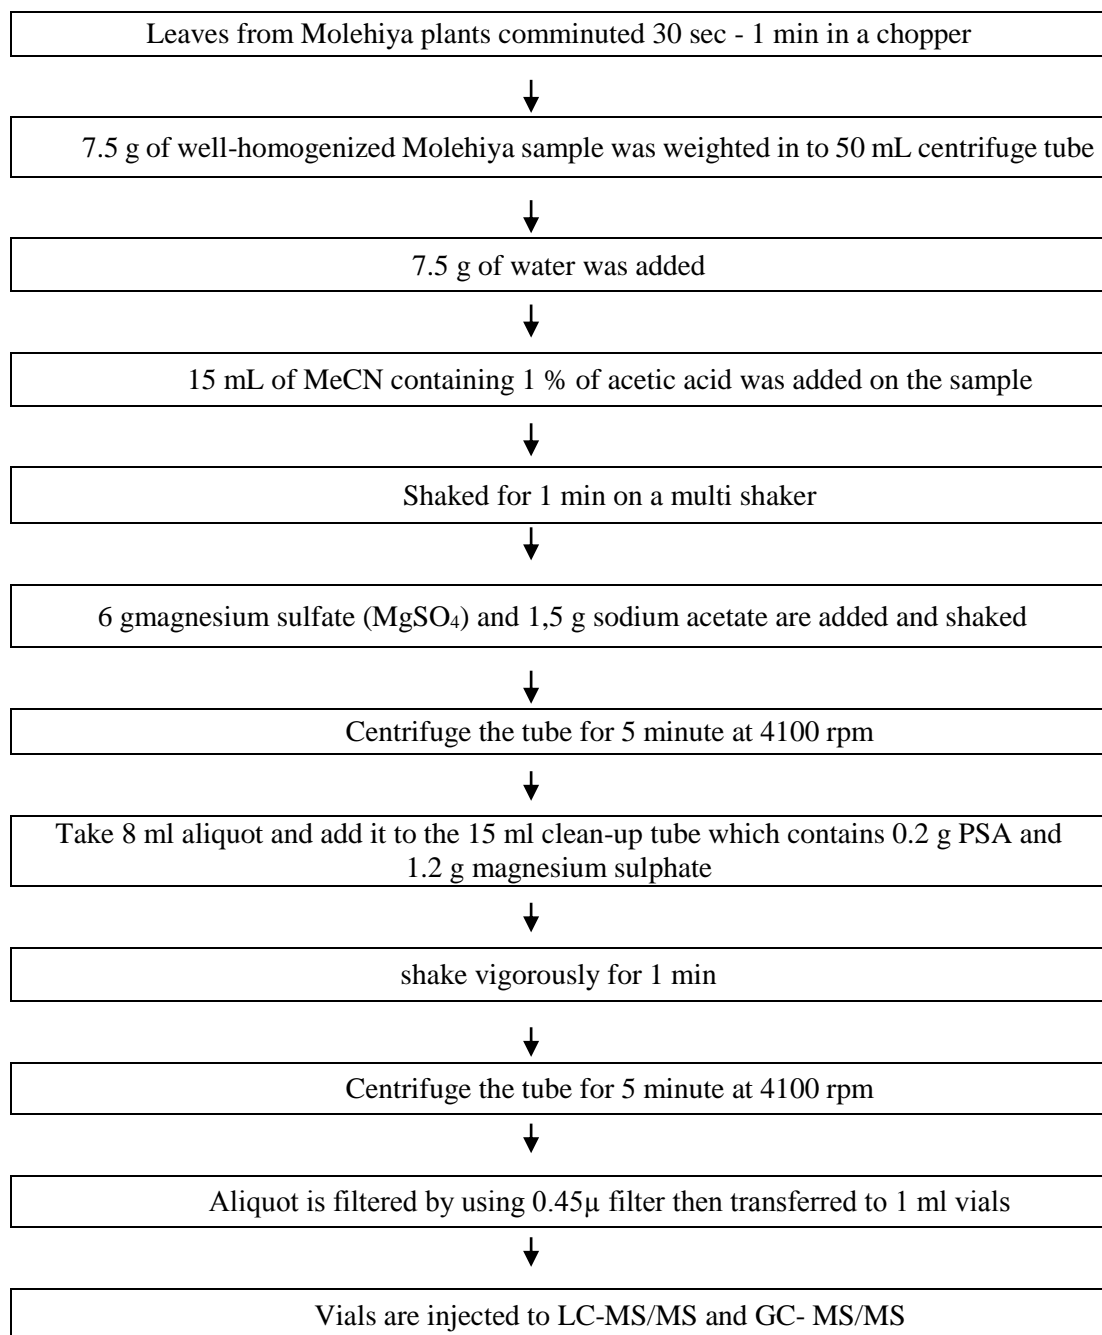 Leaves from Molehiya plants comminuted 30 sec - 1 min in a chopper
7.5 g of well-homogenized Molehiya sample was weighted in to 50 mL centrifuge tube
7.5 g of water was added
15 mL of MeCN containing 1 % of acetic acid was added on the sample
Shaked for 1 min on a multi shaker
6 gmagnesium sulfate (MgSO₄) and 1,5 g sodium acetate are added and shaked
Centrifuge the tube for 5 minute at 4100 rpm
Take 8 ml aliquot and add it to the 15 ml clean-up tube which contains 0.2 g PSA and
1.2 g magnesium sulphate
shake vigorously for 1 min
Centrifuge the tube for 5 minute at 4100 rpm
Aliquot is filtered by using 0.45µ filter then transferred to 1 ml vials
Vials are injected to LC-MS/MS and GC- MS/MS